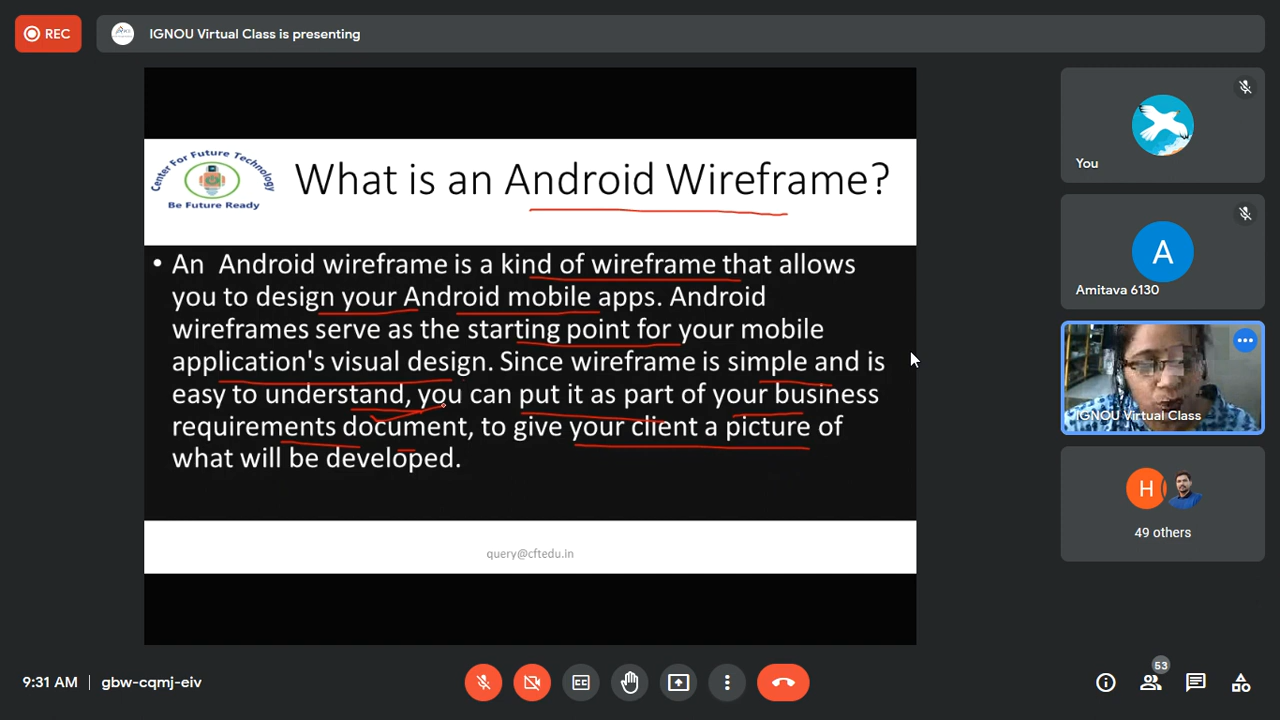 REC
IGNOU Virtual Class is presenting
Center For Future Technology
Be Future Ready
What is an Android Wireframe?
• An Android wireframe is a kind of wireframe that allows
you to design your Android mobile apps. Android
wireframes serve as the starting point for your mobile
application's visual design. Since wireframe is simple and is
easy to understand, you can put it as part of your business
requirements document, to give your client a picture of
what will be developed.
query@cftedu.in
You
A
Amitava 6130
IGNOU Virtual Class
H
49 others
9:31 AM | gbw-cqmj-eiv
CC
53